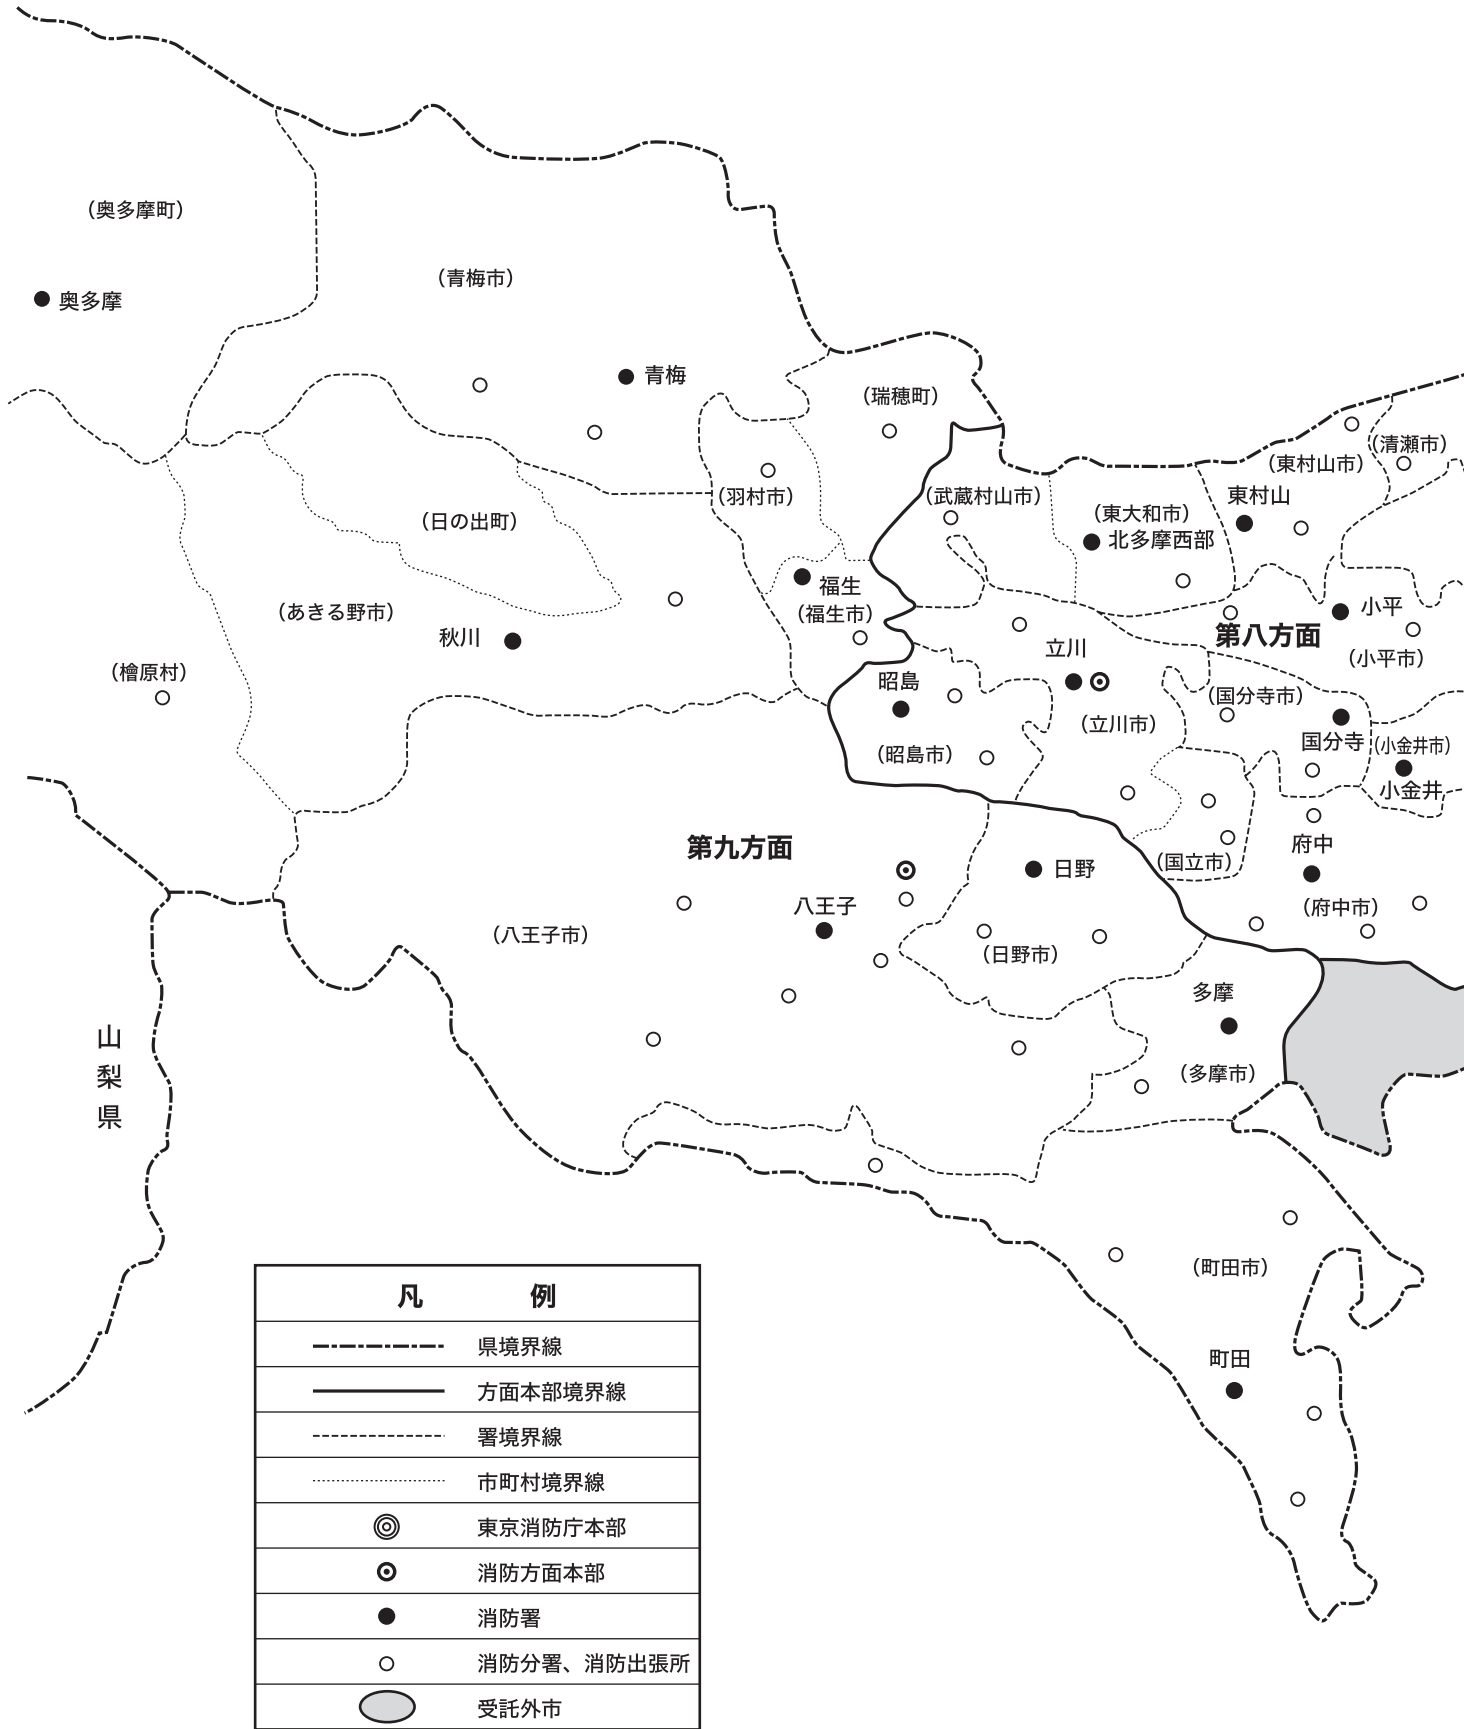 （奥多摩町）
奥多摩
（青梅市）
青梅
（瑞穂町）
（清瀬市）
（東村山市）
東村山
（羽村市）
（武蔵村山市）
（東大和市）
北多摩西部
（日の出町）
福生
（福生市）
小平
第八方面
（小平市）
（あきる野市）
秋川
立川
（檜原村）
昭島
（国分寺市）
（立川市）
国分寺
（小金井市）
（昭島市）
小金井
第九方面
府中
（国立市）
日野
八王子
（府中市）
（八王子市）
（日野市）
多摩
（多摩市）
山梨県
（町田市）
町田
凡例
県境界線
方面本部境界線
署境界線
市町村境界線
東京消防庁本部
消防方面本部
消防署
消防分署、消防出張所
受託外市